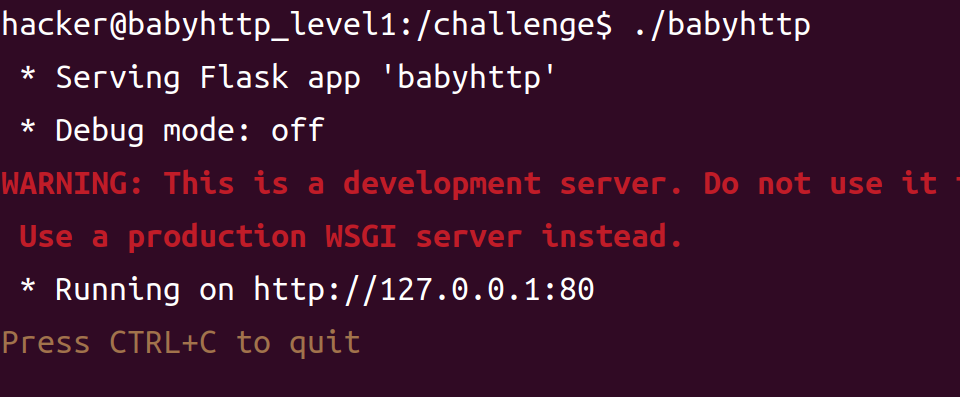 hacker@babyhttp_level1:/challenge$ ./babyhttp
* Serving Flask app 'babyhttp'
* Debug mode: off
WARNING: This is a development server. Do not use it
Use a production WSGI server instead.
* Running on http://127.0.0.1:80
Press CTRL+C to quit